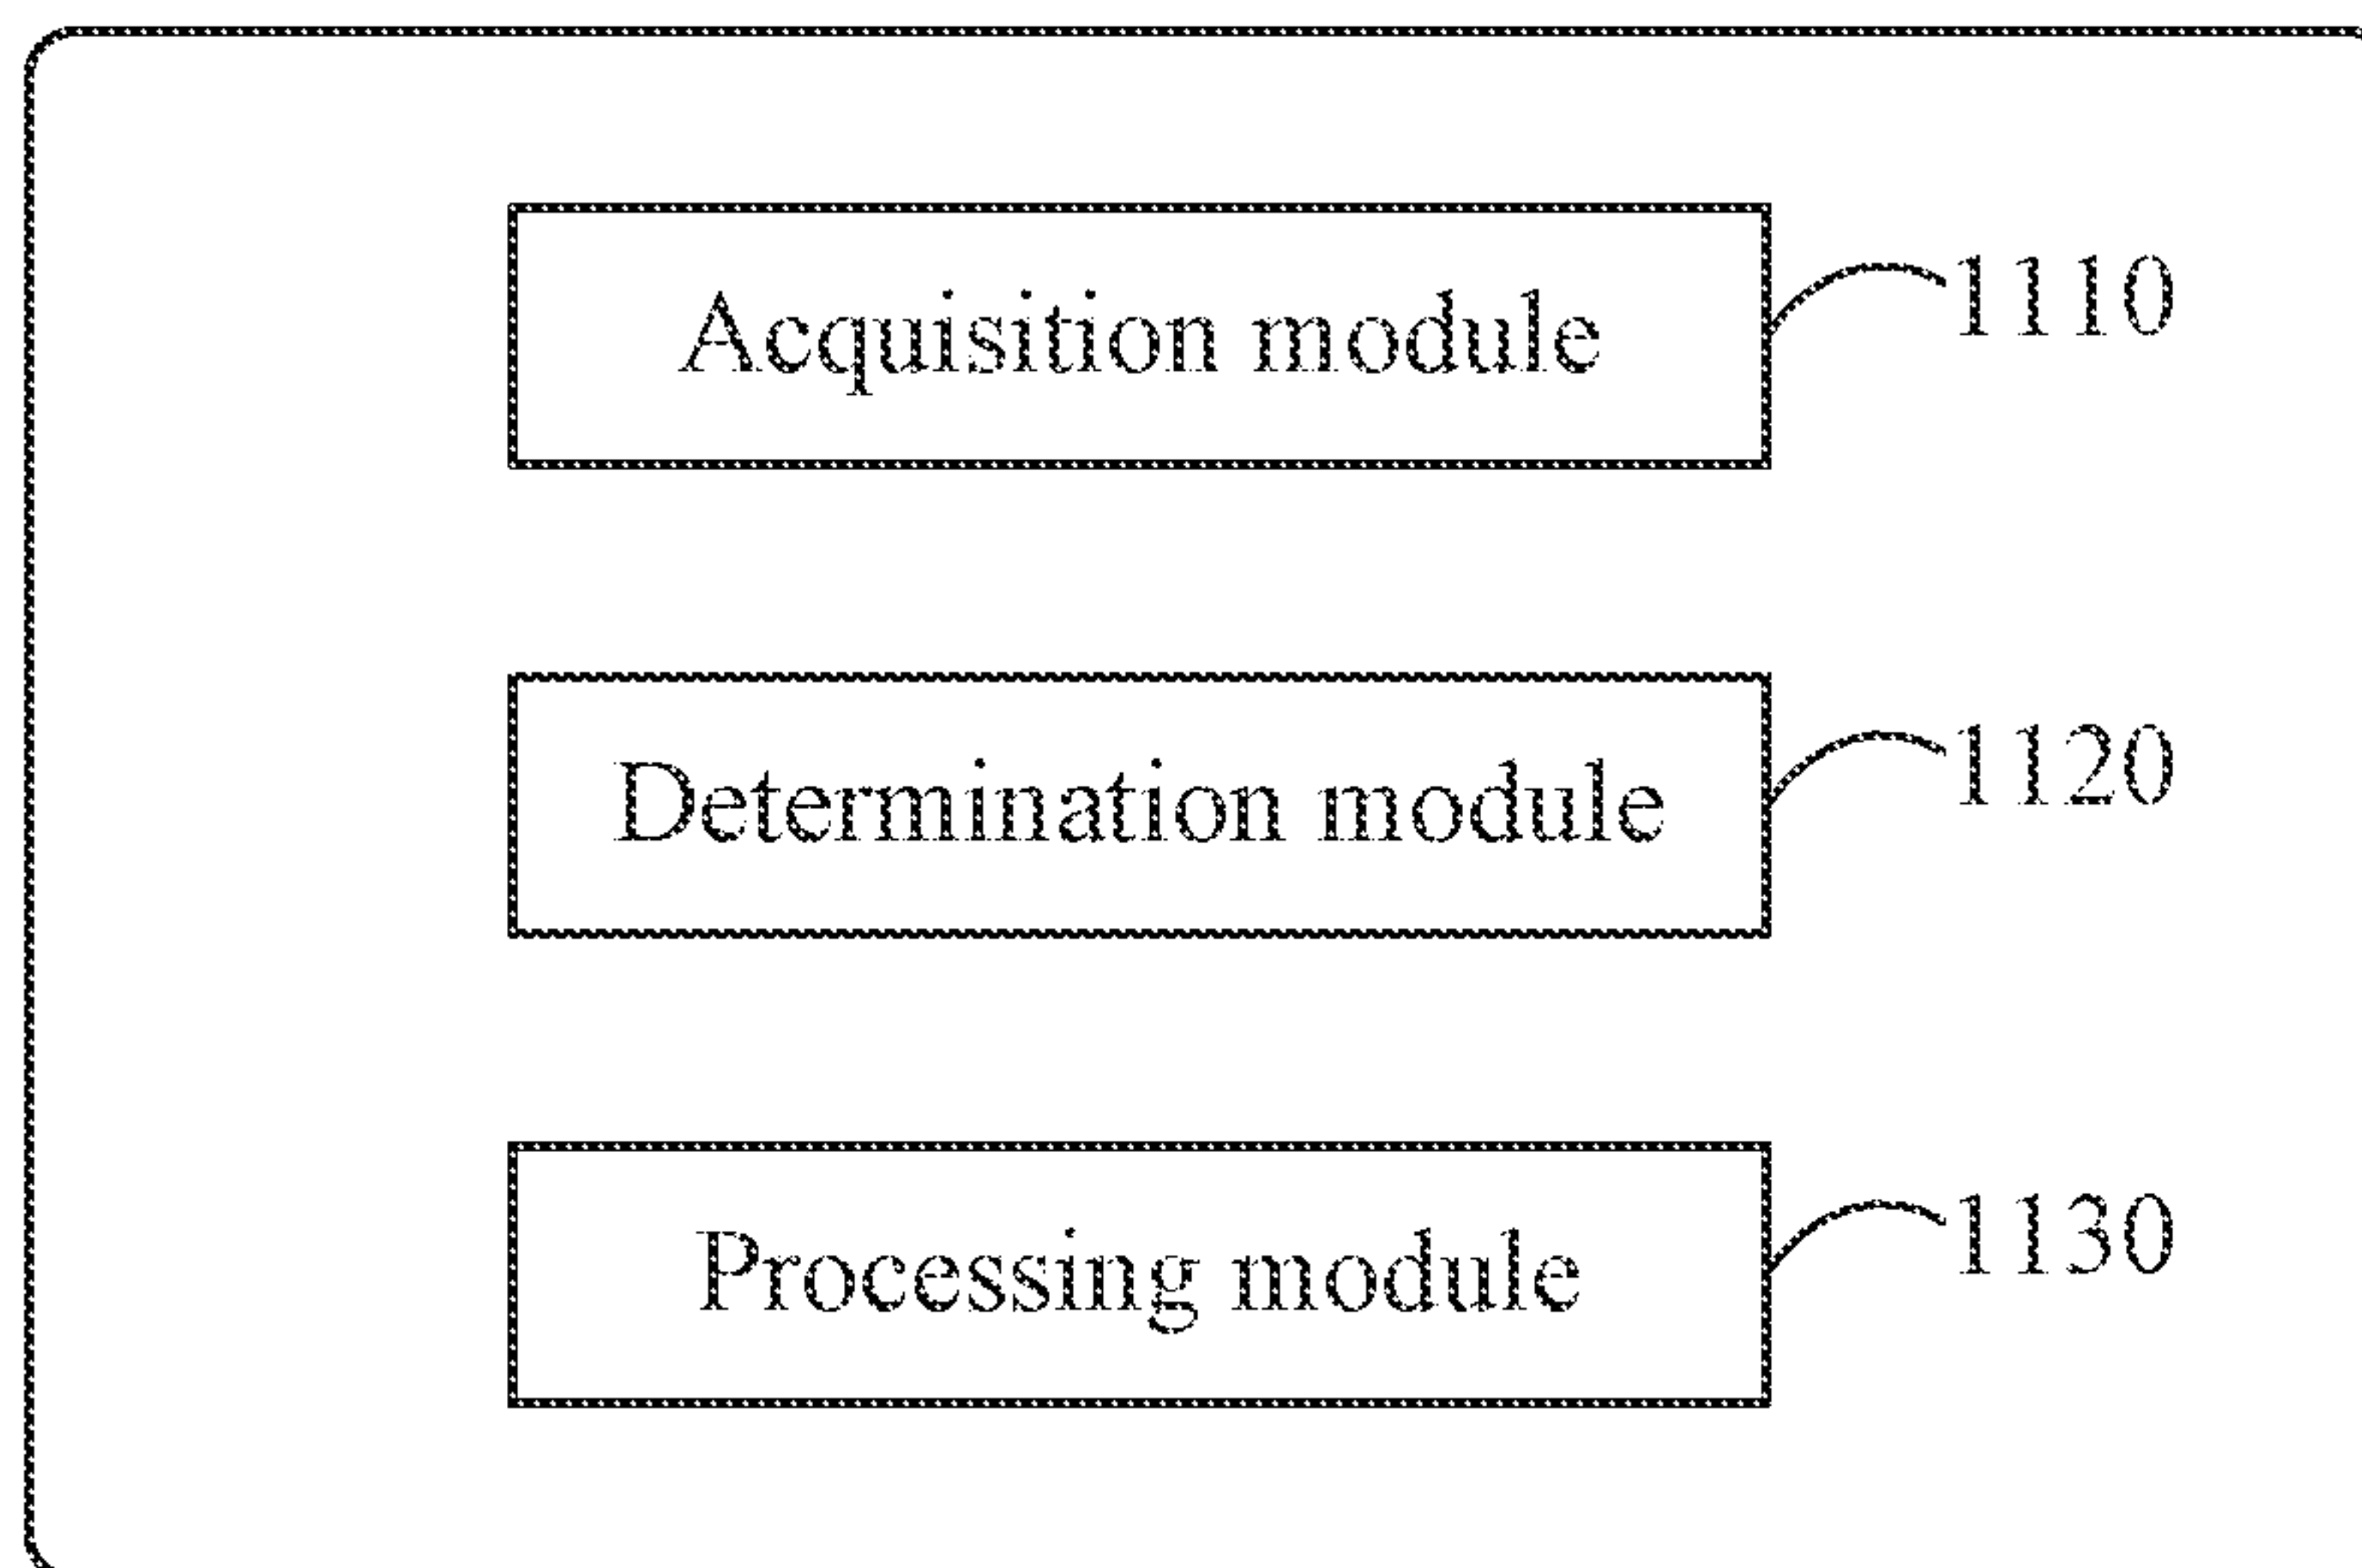 Acquisition module 1110
Determination module 1120
Processing module 1130